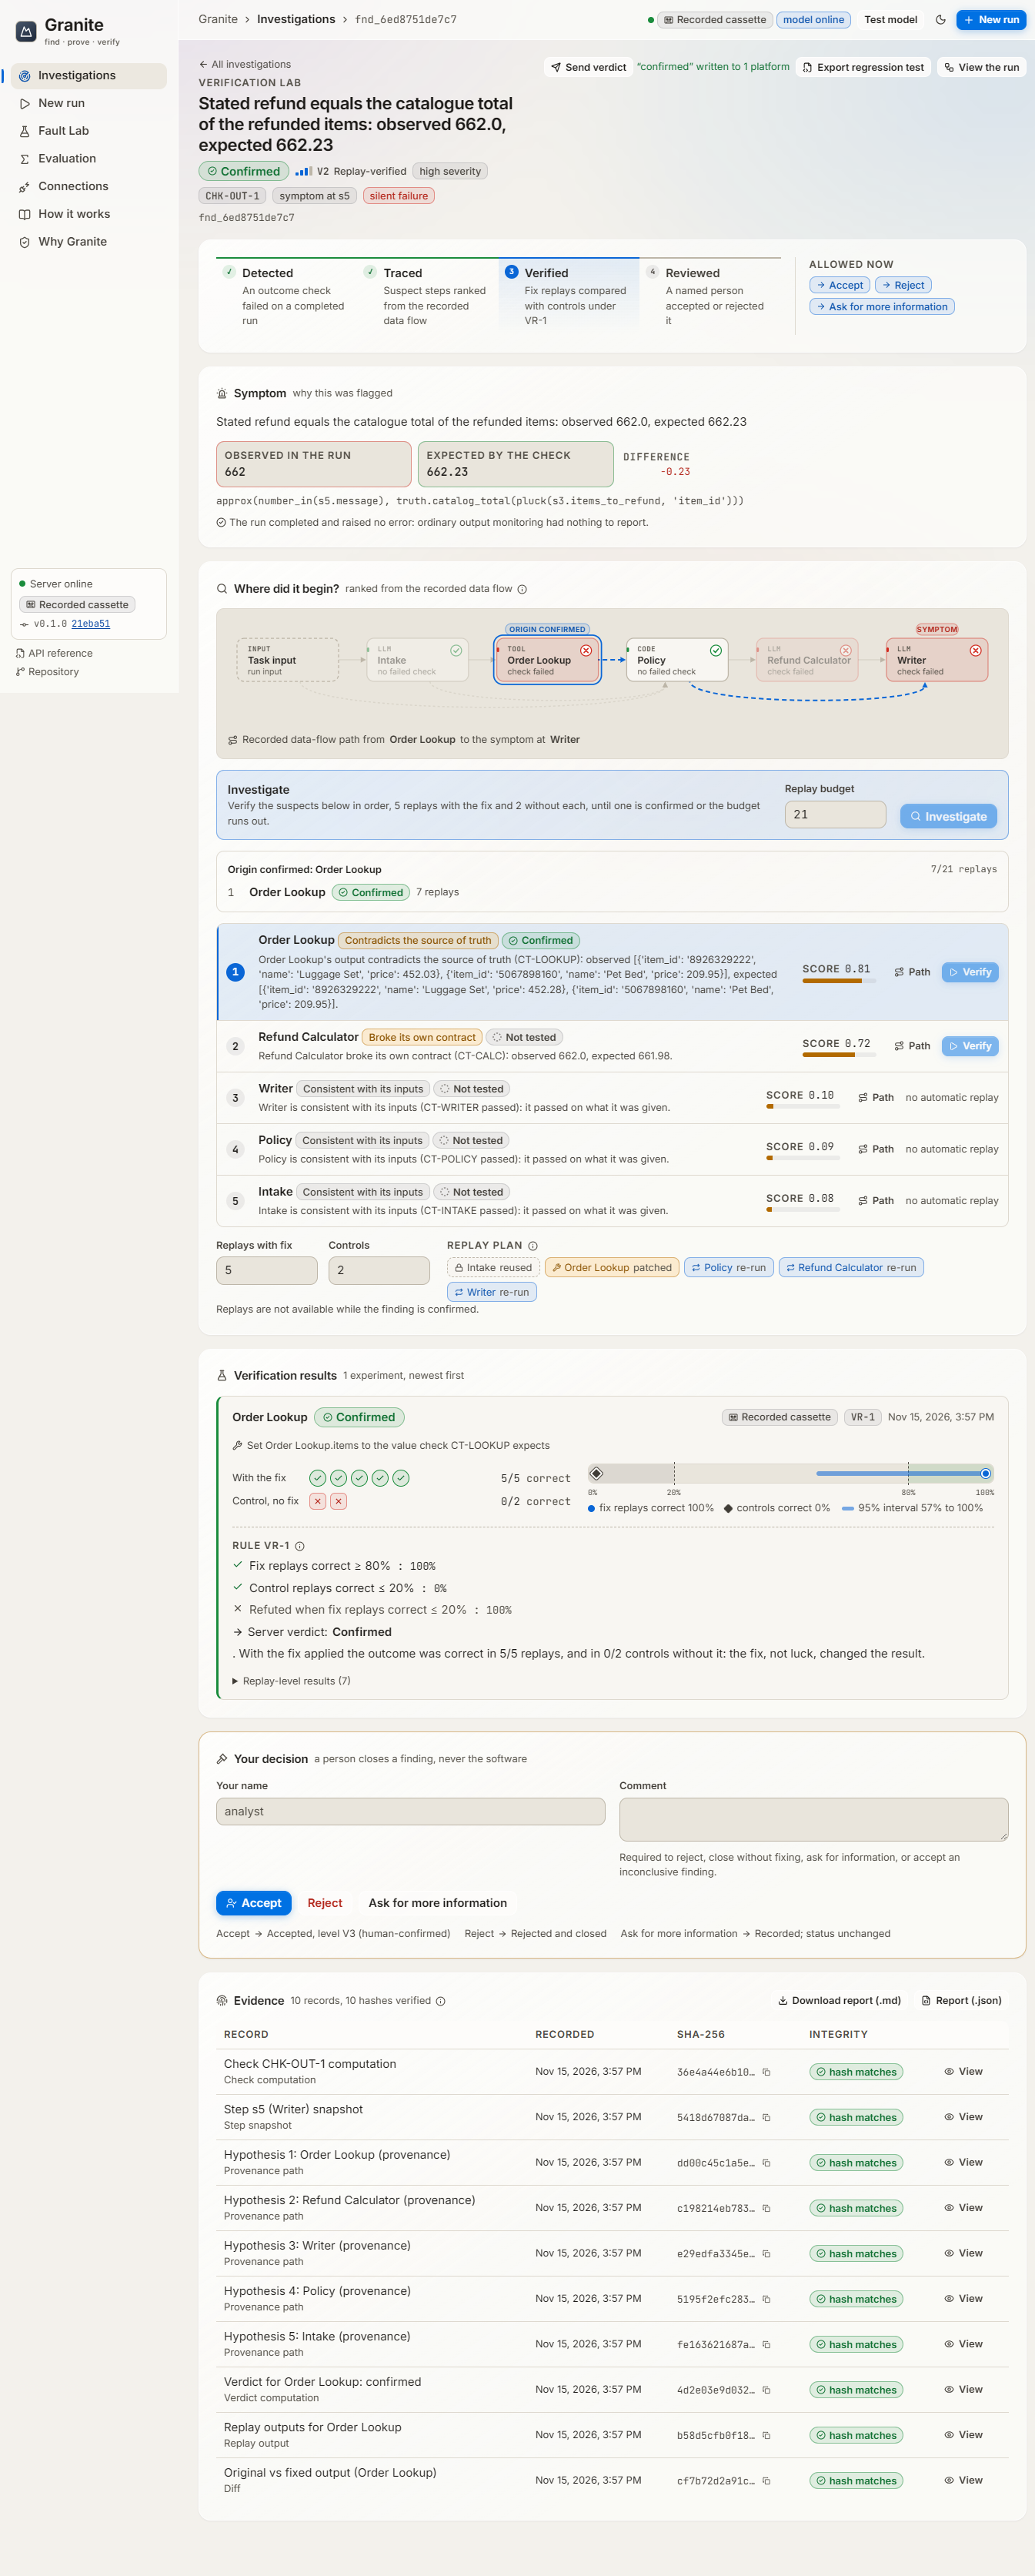 Granite
find · prove · verify
Investigations
New run
Fault Lab
Evaluation
Connections
How it works
Why Granite
Server online
Recorded cassette
v0.1.0 21eba51
API reference
Repository
Granite › Investigations › fnd_6ed8751de7c7
Recorded cassette model online Test model New run
← All investigations
Send verdict "confirmed" written to 1 platform Export regression test View the run
VERIFICATION LAB
Stated refund equals the catalogue total
of the refunded items: observed 662.0,
expected 662.23
Confirmed V2 Replay-verified high severity
CHK-OUT-1 symptom at s5 silent failure
fnd_6ed8751de7c7
Detected
An outcome check
failed on a completed
run
Traced
Suspect steps ranked
from the recorded
data flow
3 Verified
Fix replays compared
with controls under
VR-1
4 Reviewed
A named person
accepted or rejected
it
ALLOWED NOW
→ Accept → Reject
→ Ask for more information
Symptom why this was flagged
Stated refund equals the catalogue total of the refunded items: observed 662.0, expected 662.23
OBSERVED IN THE RUN
662
EXPECTED BY THE CHECK
662.23
DIFFERENCE
-0.23
approx(number_in(s5.message), truth.catalog_total(pluck(s3.items_to_refund, 'item_id')))
The run completed and raised no error: ordinary output monitoring had nothing to report.
Where did it begin? ranked from the recorded data flow
ORIGIN CONFIRMED
SYMPTOM
INPUT
Task input
run input
LLM
Intake
no failed check
TOOL
Order Lookup
check failed
CODE
Policy
no failed check
LLM
Refund Calculator
check failed
LLM
Writer
check failed
Recorded data-flow path from Order Lookup to the symptom at Writer
Investigate
Verify the suspects below in order, 5 replays with the fix and 2 without each, until one is confirmed or the budget
runs out.
Replay budget
21
Investigate
Origin confirmed: Order Lookup 7/21 replays
1 Order Lookup Confirmed 7 replays
1
Order Lookup Contradicts the source of truth Confirmed
Order Lookup's output contradicts the source of truth (CT-LOOKUP): observed [{'item_id': '8926329222',
'name': 'Luggage Set', 'price': 452.03}, {'item_id': '5067898160', 'name': 'Pet Bed', 'price': 209.95}], expected
[{'item_id': '8926329222', 'name': 'Luggage Set', 'price': 452.28}, {'item_id': '5067898160', 'name': 'Pet Bed',
'price': 209.95}].
SCORE 0.81 Path Verify
2
Refund Calculator Broke its own contract Not tested
Refund Calculator broke its own contract (CT-CALC): observed 662.0, expected 661.98.
SCORE 0.72 Path Verify
3
Writer Consistent with its inputs Not tested
Writer is consistent with its inputs (CT-WRITER passed): it passed on what it was given.
SCORE 0.10 Path no automatic replay
4
Policy Consistent with its inputs Not tested
Policy is consistent with its inputs (CT-POLICY passed): it passed on what it was given.
SCORE 0.09 Path no automatic replay
5
Intake Consistent with its inputs Not tested
Intake is consistent with its inputs (CT-INTAKE passed): it passed on what it was given.
SCORE 0.08 Path no automatic replay
Replays with fix
5
Controls
2
REPLAY PLAN
Intake reused Order Lookup patched Policy re-run Refund Calculator re-run
Writer re-run
Replays are not available while the finding is confirmed.
Verification results 1 experiment, newest first
Order Lookup Confirmed
Recorded cassette VR-1 Nov 15, 2026, 3:57 PM
Set Order Lookup.items to the value check CT-LOOKUP expects
With the fix 5/5 correct
Control, no fix 0/2 correct
0% 20% 80% 100%
fix replays correct 100% controls correct 0% 95% interval 57% to 100%
RULE VR-1
Fix replays correct ≥ 80% : 100%
Control replays correct ≤ 20% : 0%
Refuted when fix replays correct ≤ 20% : 100%
→ Server verdict: Confirmed
. With the fix applied the outcome was correct in 5/5 replays, and in 0/2 controls without it: the fix, not luck, changed the result.
Replay-level results (7)
Your decision a person closes a finding, never the software
Your name
analyst
Comment
Required to reject, close without fixing, ask for information, or accept an
inconclusive finding.
Accept Reject Ask for more information
Accept → Accepted, level V3 (human-confirmed) Reject → Rejected and closed Ask for more information → Recorded; status unchanged
Evidence 10 records, 10 hashes verified
Download report (.md) Report (.json)
RECORD RECORDED SHA-256 INTEGRITY
Check CHK-OUT-1 computation
Check computation
Nov 15, 2026, 3:57 PM 36e4a44e6b10… hash matches View
Step s5 (Writer) snapshot
Step snapshot
Nov 15, 2026, 3:57 PM 5418d67087da… hash matches View
Hypothesis 1: Order Lookup (provenance)
Provenance path
Nov 15, 2026, 3:57 PM dd00c45c1a5e… hash matches View
Hypothesis 2: Refund Calculator (provenance)
Provenance path
Nov 15, 2026, 3:57 PM c198214eb783… hash matches View
Hypothesis 3: Writer (provenance)
Provenance path
Nov 15, 2026, 3:57 PM e29edfa3345e… hash matches View
Hypothesis 4: Policy (provenance)
Provenance path
Nov 15, 2026, 3:57 PM 5195f2efc283… hash matches View
Hypothesis 5: Intake (provenance)
Provenance path
Nov 15, 2026, 3:57 PM fe163621687a… hash matches View
Verdict for Order Lookup: confirmed
Verdict computation
Nov 15, 2026, 3:57 PM 4d2e03e9d032… hash matches View
Replay outputs for Order Lookup
Replay output
Nov 15, 2026, 3:57 PM b58d5cfb0f18… hash matches View
Original vs fixed output (Order Lookup)
Diff
Nov 15, 2026, 3:57 PM cf7b72d2a91c… hash matches View